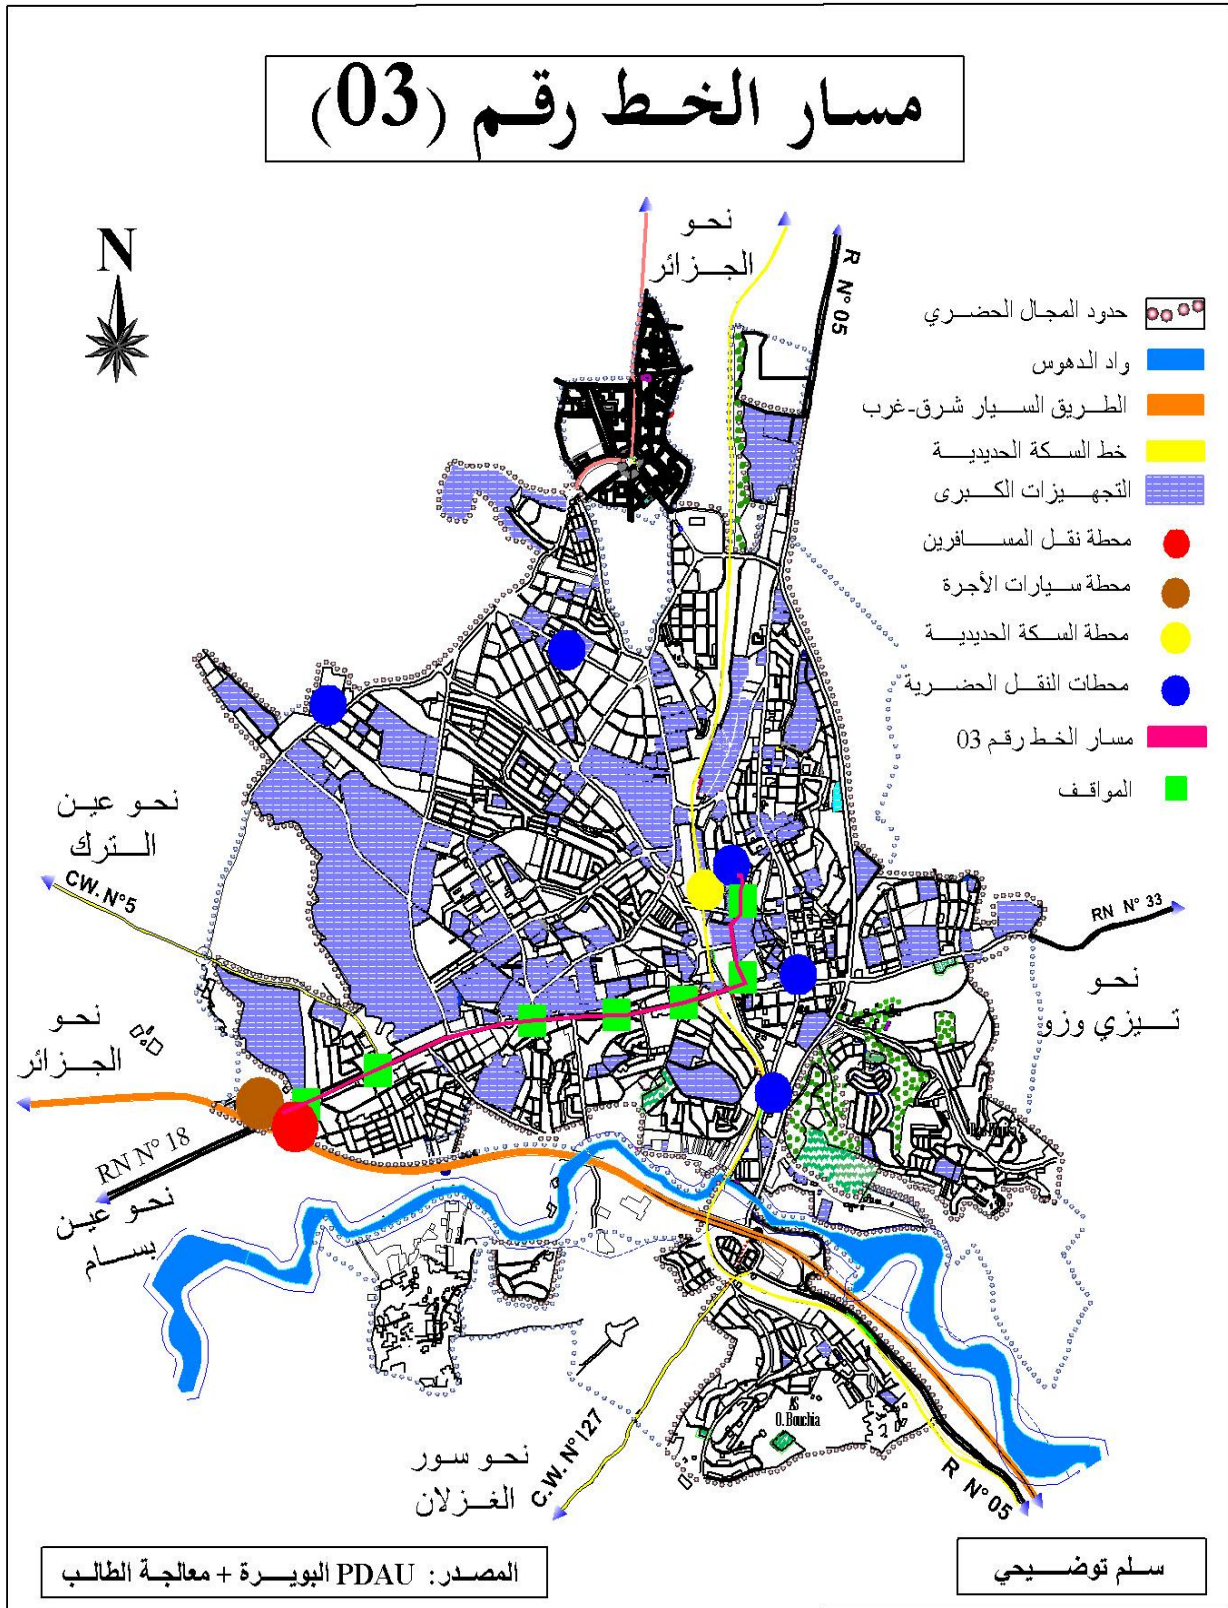 مسار الخط رقم (03)
N
نحو
الجزائر
R N° 05
حدود المجال الحضري
واد الدهوس
الطريق السيار شرق-غرب
خط السكة الحديدية
التجهيزات الكبرى
محطة نقل المسافرين
محطة سيارات الأجرة
محطة السكة الحديدية
محطات النقل الحضرية
مسار الخط رقم 03
المواقف
نحو عين
الترك
CW. N°5
RN N° 33
نحو
تيزي وزو
نحو
الجزائر
RN N° 18
نحو عين
بسام
AS
O. Bouchia
نحو سور
الغزلان
C.W. N°127
R N° 05
المصدر: PDAU البويرة + معالجة الطالب
سلم توضيحي